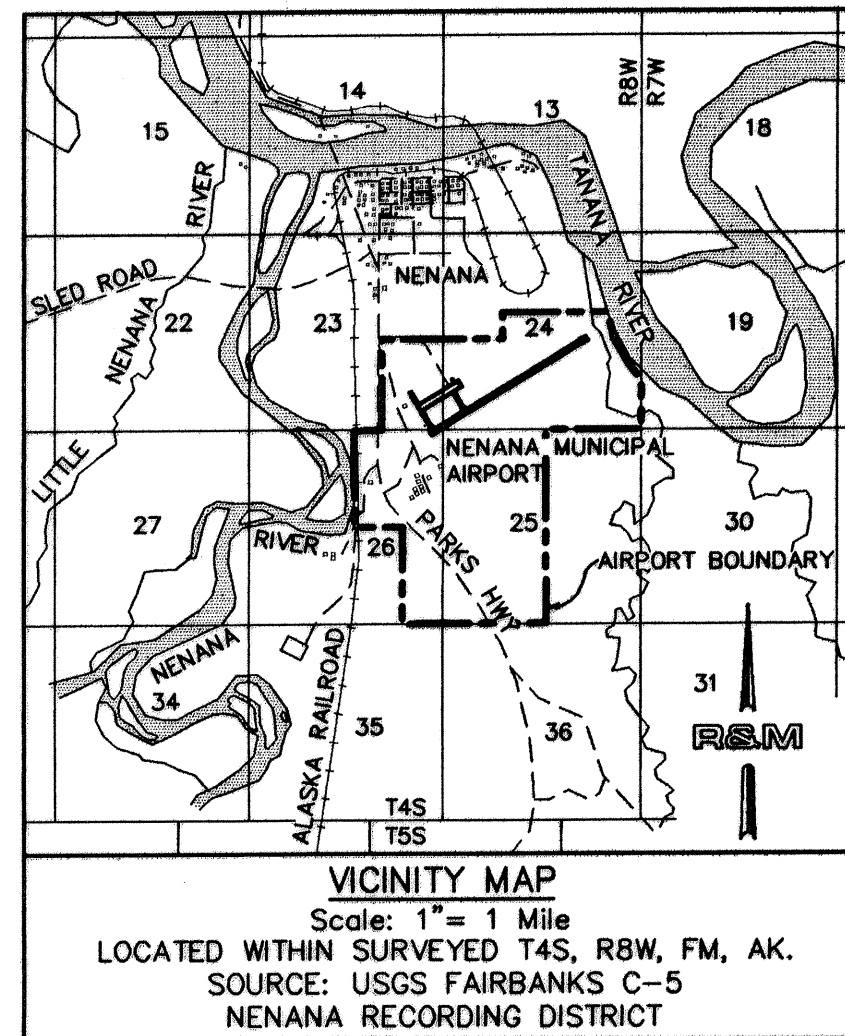 14
13
R8W
R7W
15
18
TANANA
RIVER
LITTLE NENANA RIVER
SLED ROAD
NENANA
22
23
24
19
NENANA MUNICIPAL
AIRPORT
27
RIVER
26
PARKS HWY
25
30
AIRPORT BOUNDARY
NENANA
34
ALASKA RAILROAD
35
36
31
R&M
T4S
T5S
VICINITY MAP
Scale: 1"= 1 Mile
LOCATED WITHIN SURVEYED T4S, R8W, FM, AK.
SOURCE: USGS FAIRBANKS C-5
NENANA RECORDING DISTRICT